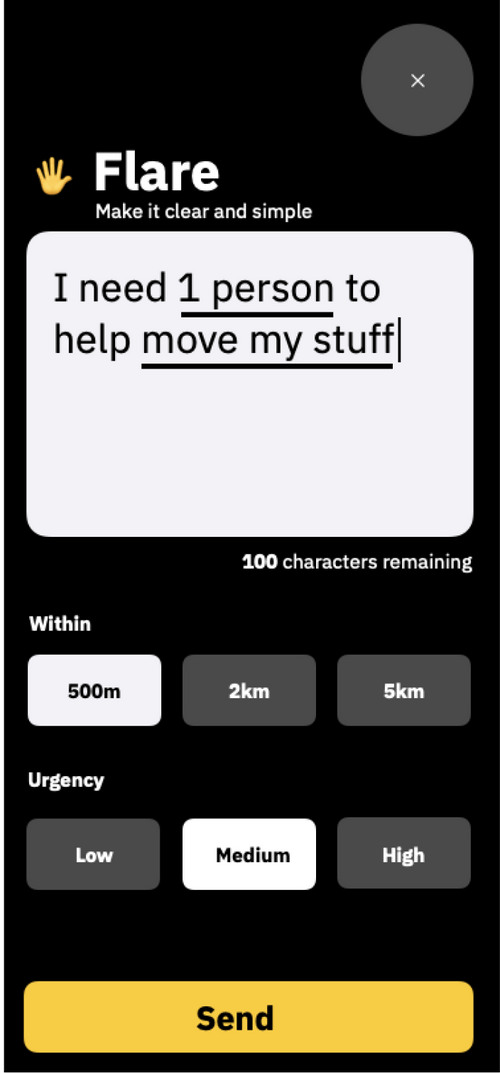 ×
Flare
Make it clear and simple
I need 1 person to
help move my stuff
100 characters remaining
Within
500m 2km 5km
Urgency
Low Medium High
Send